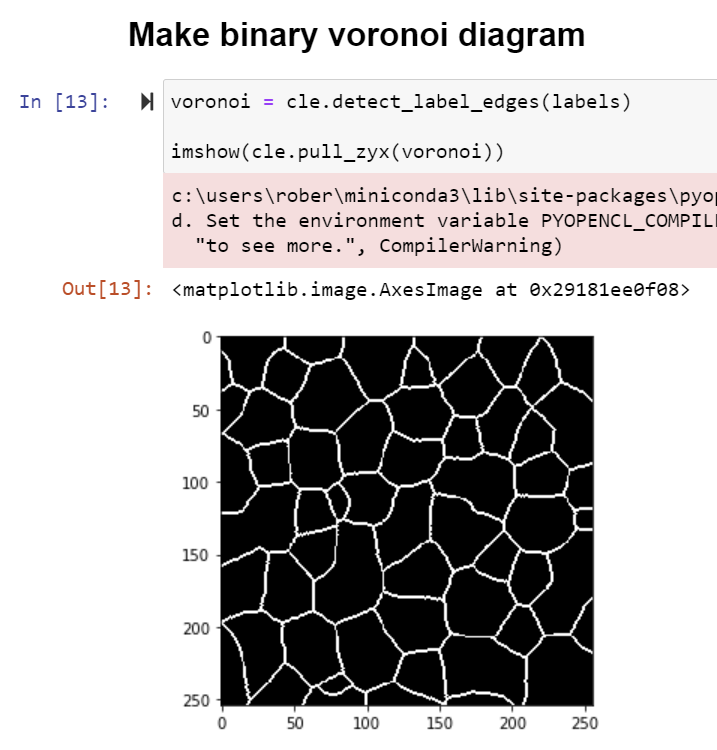 Make binary voronoi diagram
In [13]: voronoi = cle.detect_label_edges(labels)
imshow(cle.pull_zyx(voronoi))
c:\users\rober\miniconda3\lib\site-packages\pyop
d. Set the environment variable PYOPENCL_COMPIL
"to see more.", CompilerWarning)
Out[13]: <matplotlib.image.AxesImage at 0x29181ee0f08>
0
50
100
150
200
250
0 50 100 150 200 250